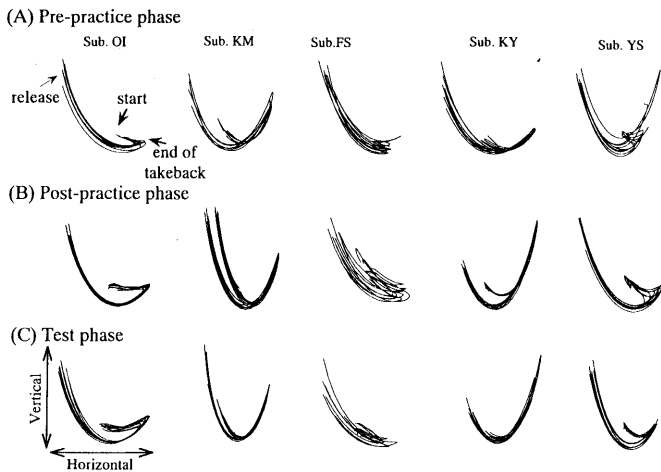 (A) Pre-practice phase
Sub. OI Sub. KM Sub.FS Sub. KY Sub. YS
release
start
end of
takeback
(B) Post-practice phase
(C) Test phase
Vertical
Horizontal